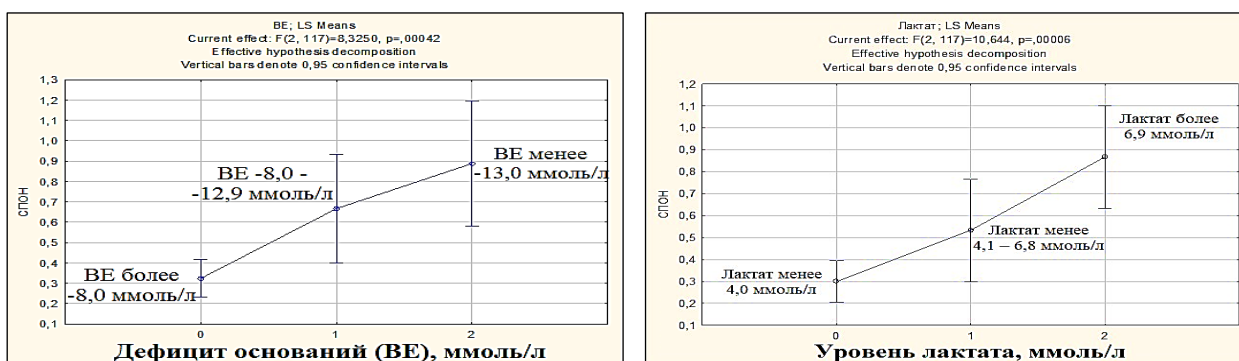 BE; LS Means
Current effect: F(2, 117)=8,3250, p=,00042
Effective hypothesis decomposition
Vertical bars denote 0,95 confidence intervals
1,3
1,2
1,1
1,0
0,9
0,8
0,7
0,6
0,5
0,4
0,3
0,2
0,1
СПОН
BE более
-8,0 ммоль/л
BE -8,0 -
-12,9 ммоль/л
BE менее
-13,0 ммоль/л
0
1
2
Дефицит оснований (BE), ммоль/л
Лактат; LS Means
Current effect: F(2, 117)=10,644, p=,00006
Effective hypothesis decomposition
Vertical bars denote 0,95 confidence intervals
1,2
1,1
1,0
0,9
0,8
0,7
0,6
0,5
0,4
0,3
0,2
0,1
СПОН
Лактат менее
4,0 ммоль/л
Лактат менее
4,1 – 6,8 ммоль/л
Лактат более
6,9 ммоль/л
0
1
2
Уровень лактата, ммоль/л